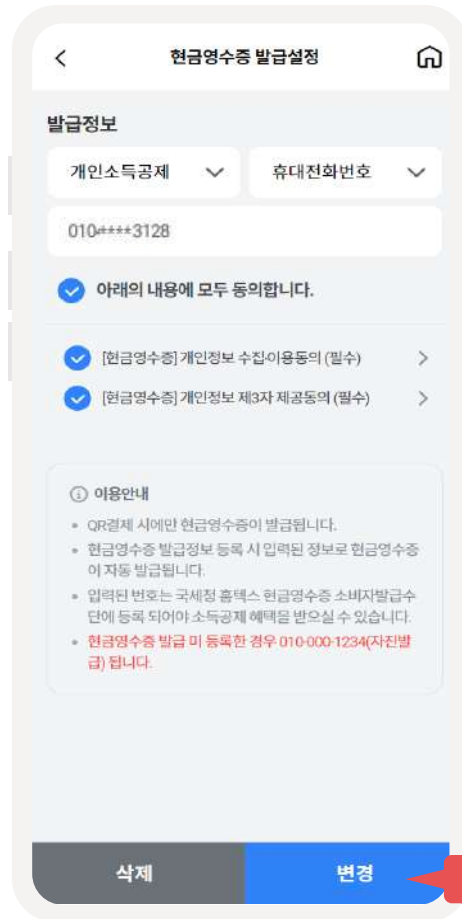 현금영수증 발급설정
발급정보
개인소득공제
휴대전화번호
010-****3128
아래의 내용에 모두 동의합니다.
[현금영수증] 개인정보 수집·이용동의 (필수)
[현금영수증] 개인정보 제3자 제공동의 (필수)
이용안내
• QR결제 시에만 현금영수증이 발급됩니다.
• 현금영수증 발급정보 등록 시 입력된 정보로 현금영수증
이 자동 발급됩니다.
• 입력된 번호는 국세청 홈텍스 현금영수증 소비자발급수
단에 등록 되어야 소득공제 혜택을 받으실 수 있습니다.
• 현금영수증 발급 미 등록한 경우 010-000-1234(자진발
급) 됩니다.
삭제
변경